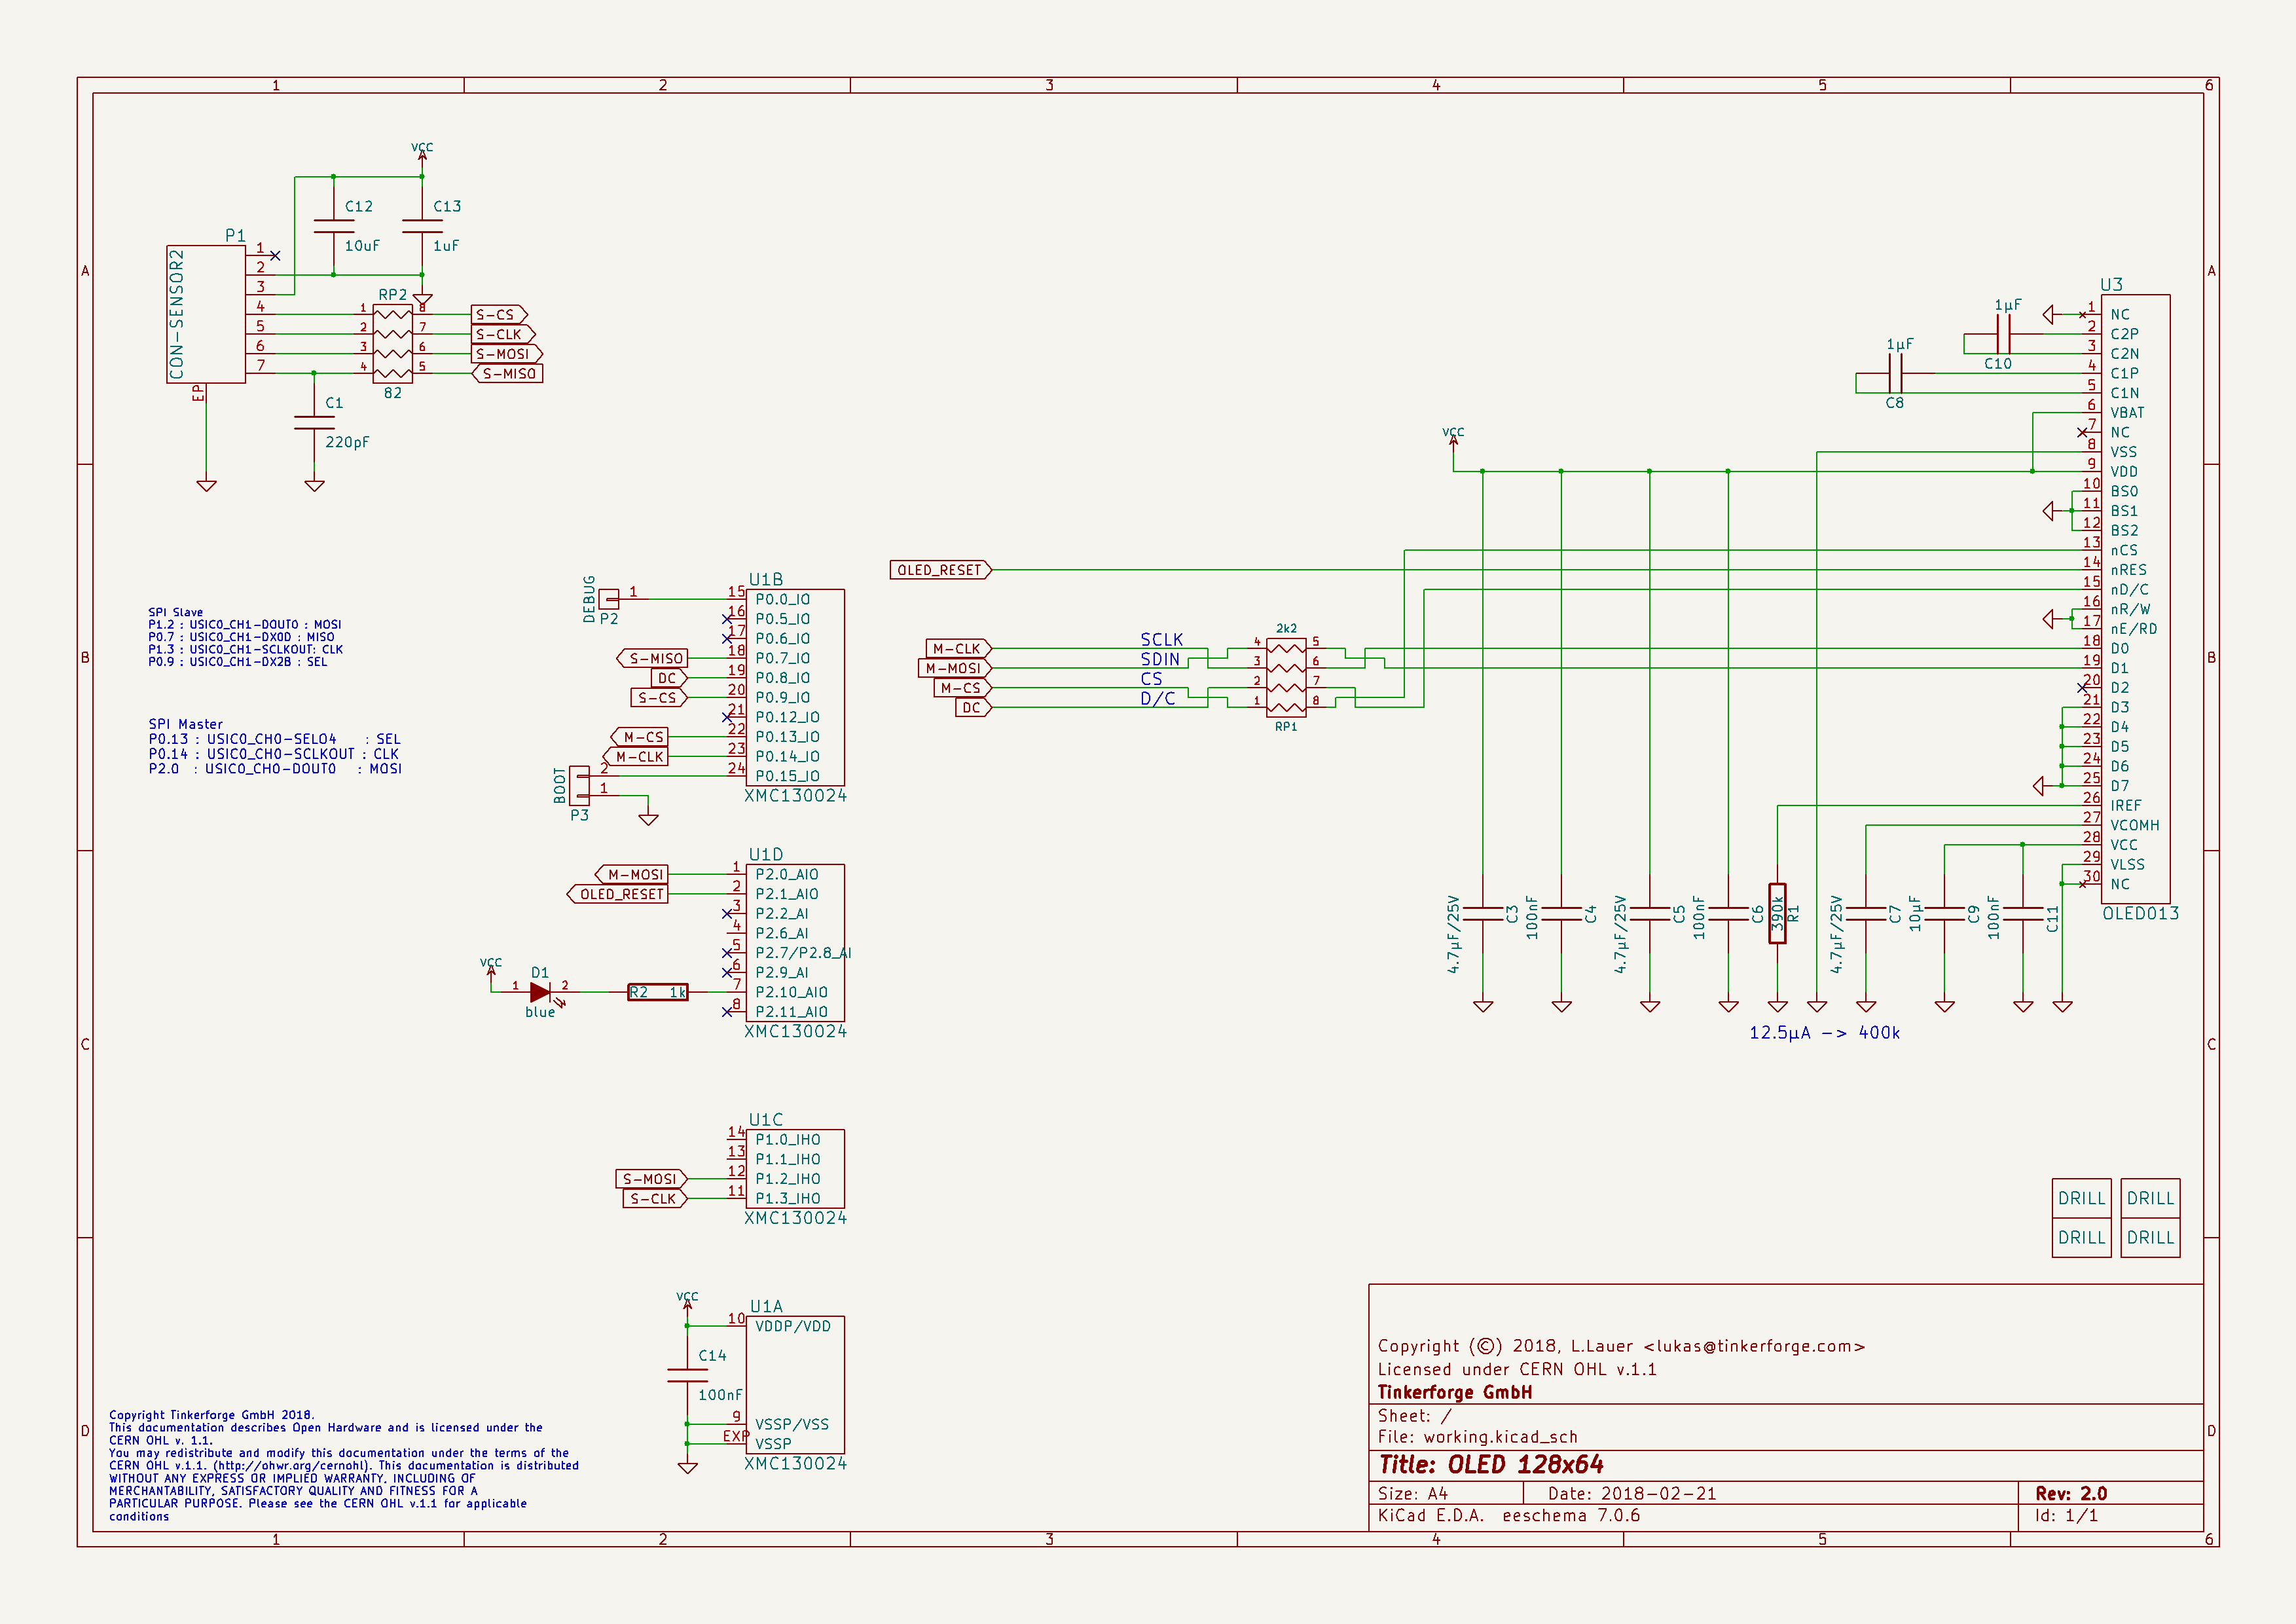 1 2 3 4 5 6
A
B
C
D
VCC
C12
10uF
C13
1uF
P1
CON-SENSOR2
1
2
3
4
5
6
7
EP
RP2
1 8
2 7
3 6
4 5
82
S-CS
S-CLK
S-MOSI
S-MISO
C1
220pF
SPI Slave
P1.2 : USIC0_CH1-DOUT0 : MOSI
P0.7 : USIC0_CH1-DX0D : MISO
P1.3 : USIC0_CH1-SCLKOUT: CLK
P0.9 : USIC0_CH1-DX2B : SEL
SPI Master
P0.13 : USIC0_CH0-SELO4 : SEL
P0.14 : USIC0_CH0-SCLKOUT : CLK
P2.0 : USIC0_CH0-DOUT0 : MOSI
U1B
DEBUG
P2
1
15 P0.0_IO
16 P0.5_IO
17 P0.6_IO
S-MISO 18 P0.7_IO
DC 19 P0.8_IO
S-CS 20 P0.9_IO
21 P0.12_IO
M-CS 22 P0.13_IO
M-CLK 23 P0.14_IO
24 P0.15_IO
XMC130024
BOOT
2
1
P3
U1D
M-MOSI 1 P2.0_AIO
OLED_RESET 2 P2.1_AIO
3 P2.2_AI
4 P2.6_AI
5 P2.7/P2.8_AI
6 P2.9_AI
7 P2.10_AIO
8 P2.11_AIO
XMC130024
VCC
D1
1 2
blue
R2 1k
U1C
14 P1.0_IHO
13 P1.1_IHO
S-MOSI 12 P1.2_IHO
S-CLK 11 P1.3_IHO
XMC130024
VCC
U1A
10 VDDP/VDD
C14
100nF
9 VSSP/VSS
EXP VSSP
XMC130024
OLED_RESET
M-CLK SCLK
M-MOSI SDIN
M-CS CS
DC D/C
2k2
4 5
3 6
2 7
1 8
RP1
VCC
4.7µF/25V C3
100nF C4
4.7µF/25V C5
100nF C6
390k R1
4.7µF/25V C7
10µF C9
100nF C11
12.5µA -> 400k
1µF
C10
1µF
C8
U3
1 NC
2 C2P
3 C2N
4 C1P
5 C1N
6 VBAT
7 NC
8 VSS
9 VDD
10 BS0
11 BS1
12 BS2
13 nCS
14 nRES
15 nD/C
16 nR/W
17 nE/RD
18 D0
19 D1
20 D2
21 D3
22 D4
23 D5
24 D6
25 D7
26 IREF
27 VCOMH
28 VCC
29 VLSS
30 NC
OLED013
DRILL DRILL
DRILL DRILL
Copyright Tinkerforge GmbH 2018.
This documentation describes Open Hardware and is licensed under the
CERN OHL v. 1.1.
You may redistribute and modify this documentation under the terms of the
CERN OHL v.1.1. (http://ohwr.org/cernohl). This documentation is distributed
WITHOUT ANY EXPRESS OR IMPLIED WARRANTY, INCLUDING OF
MERCHANTABILITY, SATISFACTORY QUALITY AND FITNESS FOR A
PARTICULAR PURPOSE. Please see the CERN OHL v.1.1 for applicable
conditions
Copyright (©) 2018, L.Lauer <lukas@tinkerforge.com>
Licensed under CERN OHL v.1.1
Tinkerforge GmbH
Sheet: /
File: working.kicad_sch
Title: OLED 128x64
Size: A4 Date: 2018-02-21 Rev: 2.0
KiCad E.D.A. eeschema 7.0.6 Id: 1/1
A
B
C
D
1 2 3 4 5 6